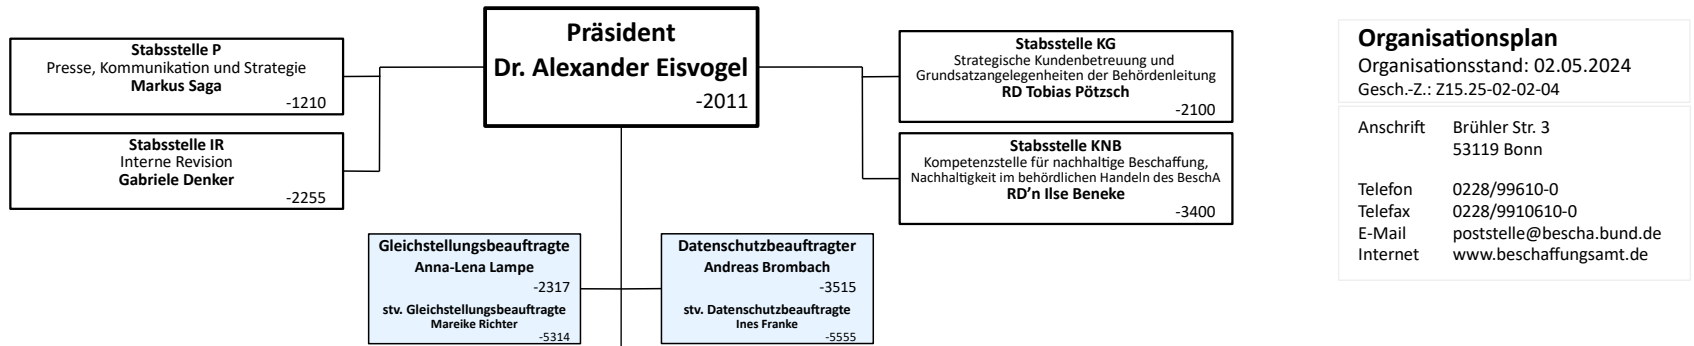 Präsident
Dr. Alexander Eisvogel
-2011
Stabsstelle P
Presse, Kommunikation und Strategie
Markus Saga
-1210
Stabsstelle IR
Interne Revision
Gabriele Denker
-2255
Stabsstelle KG
Strategische Kundenbetreuung und
Grundsatzangelegenheiten der Behördenleitung
RD Tobias Pötzsch
-2100
Stabsstelle KNB
Kompetenzstelle für nachhaltige Beschaffung,
Nachhaltigkeit im behördlichen Handeln des BeschA
RD’n Ilse Beneke
-3400
Gleichstellungsbeauftragte
Anna-Lena Lampe
-2317
stv. Gleichstellungsbeauftragte
Mareike Richter
-5314
Datenschutzbeauftragter
Andreas Brombach
-3515
stv. Datenschutzbeauftragte
Ines Franke
-5555
Organisationsplan
Organisationsstand: 02.05.2024
Gesch.-Z.: Z15.25-02-02-04
Anschrift Brühler Str. 3
53119 Bonn
Telefon 0228/99610-0
Telefax 0228/9910610-0
E-Mail poststelle@bescha.bund.de
Internet www.beschaffungsamt.de